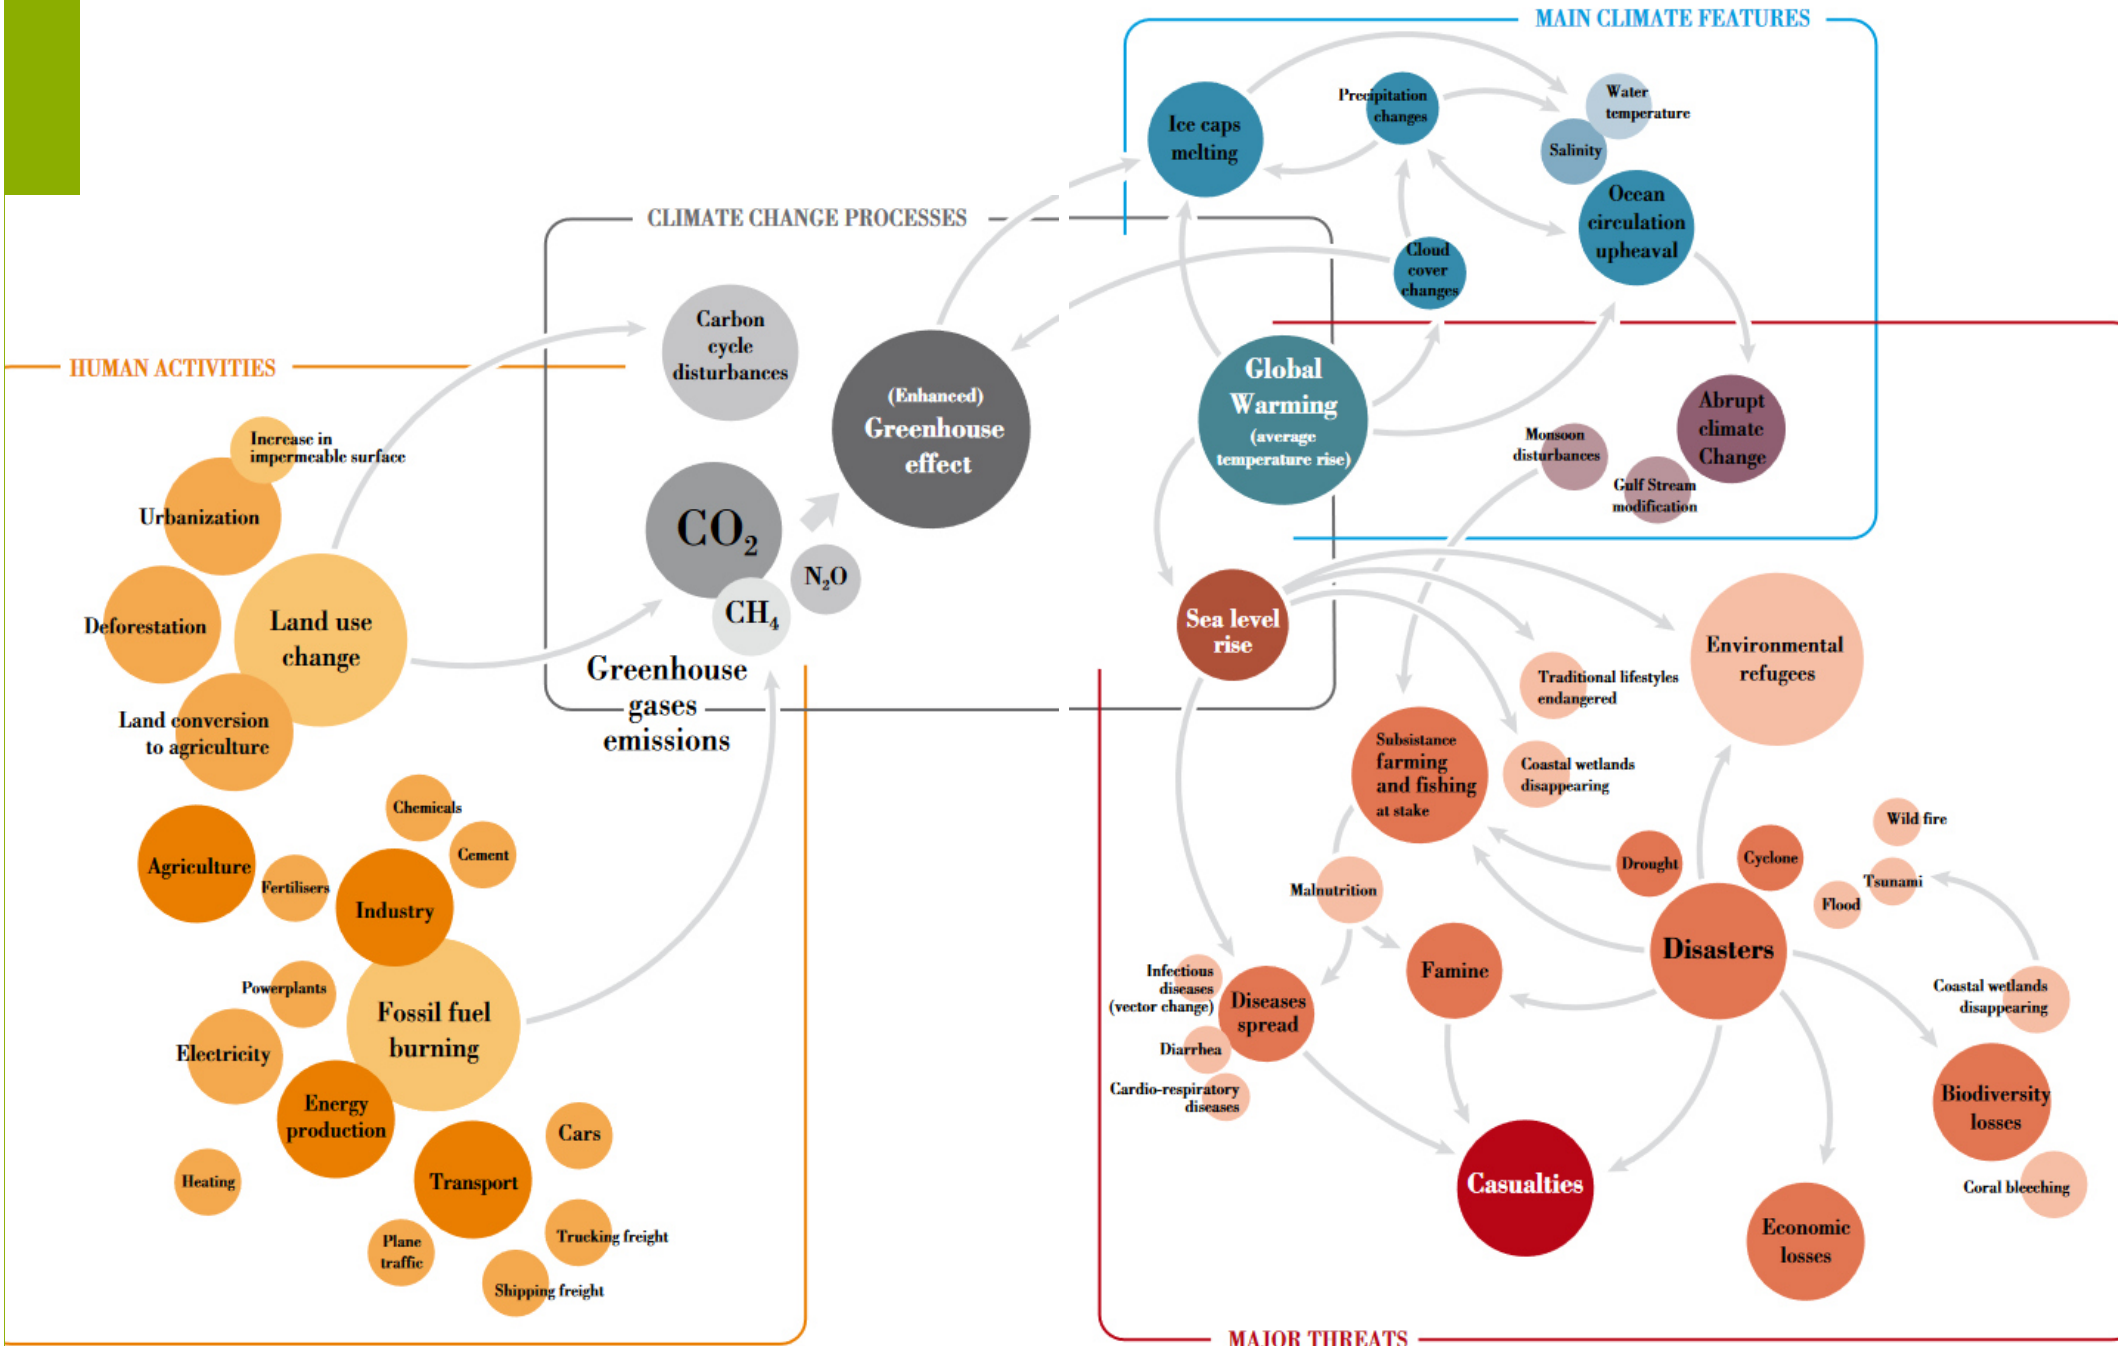 MAIN CLIMATE FEATURES
Ice caps
melting
Precipitation
changes
Water
temperature
Salinity
Ocean
circulation
upheaval
Cloud
cover
changes
CLIMATE CHANGE PROCESSES
Carbon
cycle
disturbances
(Enhanced)
Greenhouse
effect
Global
Warming
(average
temperature rise)
Abrupt
climate
Change
Monsoon
disturbances
Gulf Stream
modification
CO₂
CH₄
N₂O
Greenhouse
gases
emissions
HUMAN ACTIVITIES
Increase in
impermeable surface
Urbanization
Deforestation
Land use
change
Land conversion
to agriculture
Chemicals
Cement
Agriculture
Fertilisers
Industry
Powerplants
Fossil fuel
burning
Electricity
Energy
production
Heating
Transport
Cars
Trucking freight
Plane
traffic
Shipping freight
Sea level
rise
Environmental
refugees
Traditional lifestyles
endangered
Subsistance
farming
and fishing
at stake
Coastal wetlands
disappearing
Malnutrition
Drought
Cyclone
Wild fire
Tsunami
Flood
Disasters
Famine
Infectious
diseases
(vector change)
Diseases
spread
Diarrhea
Cardio-respiratory
diseases
Coastal wetlands
disappearing
Biodiversity
losses
Coral bleeching
Casualties
Economic
losses
MAJOR THREATS